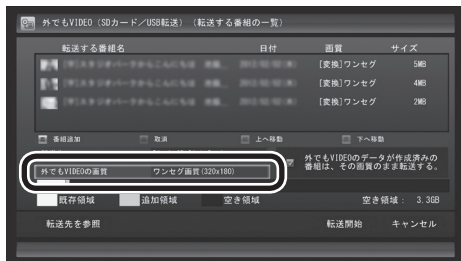 外でもVIDEO（SDカード／USB転送）（転送する番組の一覧）
転送する番組名 日付 画質 サイズ
[変換]ワンセグ 5MB
[変換]ワンセグ 4MB
[変換]ワンセグ 2MB
番組追加 取消 上へ移動 下へ移動
外でもVIDEOの画質 ワンセグ画質(320x180)
外でもVIDEOのデータが作成済みの
番組は、その画質のまま転送する。
既存領域 追加領域 空き領域 空き領域： 3.3GB
転送先を参照 転送開始 キャンセル